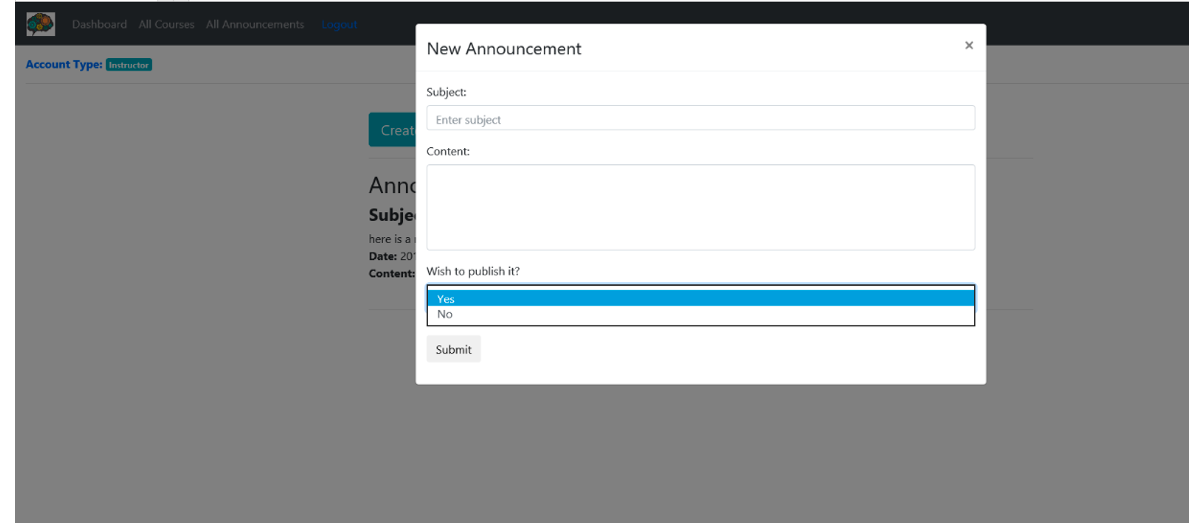 Dashboard All Courses All Announcements Logout
Account Type: Instructor
New Announcement ×
Subject:
Enter subject
Content:
Wish to publish it?
Yes
No
Submit
Creat
Anno
Subje
here is a
Date: 201
Content: